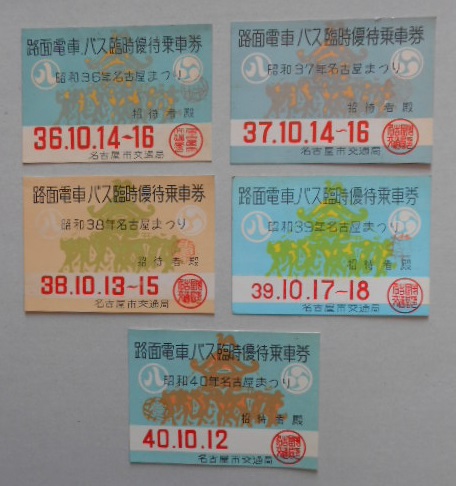 路面電車 バス臨時優待乗車券
八
昭和36年名古屋まつり
招待者殿
36.10.14~16
名古屋市交通局
路面電車 バス臨時優待乗車券
八
昭和37年名古屋まつり
招待者殿
37.10.14~16
名古屋市交通局
路面電車 バス臨時優待乗車券
八
昭和38年名古屋まつり
招待者殿
38.10.13~15
名古屋市交通局
路面電車 バス臨時優待乗車券
八
昭和39年名古屋まつり
招待者殿
39.10.17~18
名古屋市交通局
路面電車 バス臨時優待乗車券
八
昭和40年名古屋まつり
招待者殿
40.10.12
名古屋市交通局